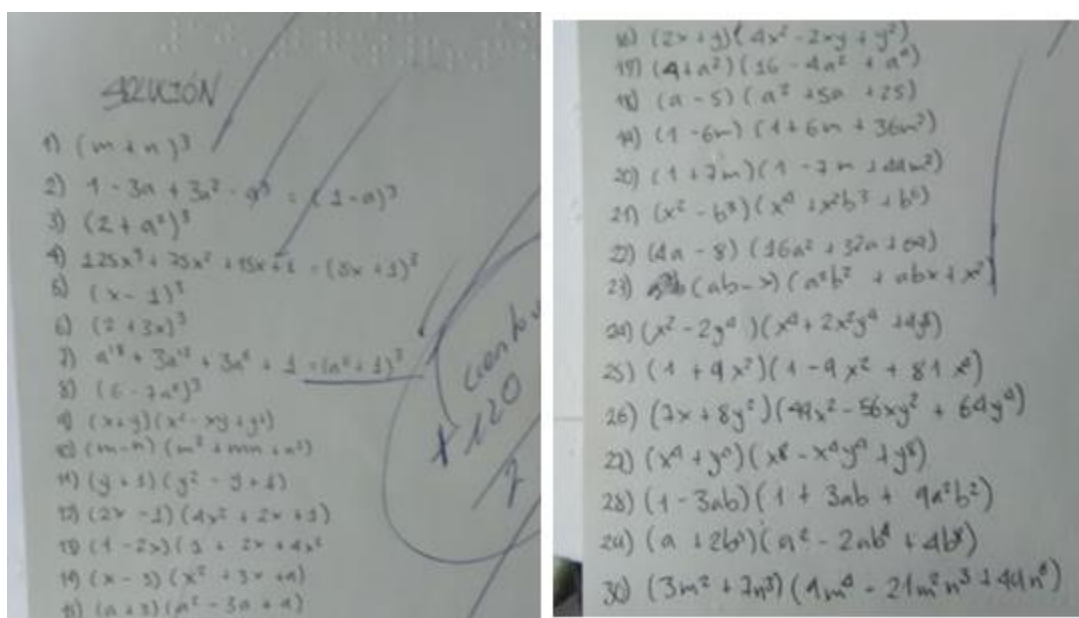 SOLUCIÓN
1) (m + n)³
2) 1 - 3a + 3a² - a³ = (1 - a)³
3) (2 + a²)³
4) 125x³ + 75x² + 15x + 1 = (5x + 1)³
5) (x - 1)³
6) (2 + 3x)³
7) a¹⁸ + 3a¹² + 3a⁶ + 1 = (a⁶ + 1)³
8) (6 - 7a²)³
9) (x + y)(x² - xy + y²)
10) (m - n)(m² + mn + n²)
11) (y + 1)(y² - y + 1)
12) (2x - 1)(4x² + 2x + 1)
13) (1 - 2x)(1 + 2x + 4x²
14) (x - 3)(x² + 3x + 9)
15) (a + 3)(a² - 3a + 9)
ciento
120
16) (2x + y)(4x² - 2xy + y²)
17) (4 + a²)(16 - 4a² + a⁴)
18) (a - 5)(a² + 5a + 25)
19) (1 - 6m)(1 + 6m + 36m²)
20) (1 + 7m)(1 - 7m + 49m²)
21) (x² - b³)(x⁴ + x²b³ + b⁶)
22) (4a - 8)(16a² + 32a + 64)
23) (ab - x)(a²b² + abx + x²)
24) (x² - 2y⁴)(x⁴ + 2x²y⁴ + 4y⁸)
25) (1 + 9x²)(1 - 9x² + 81x⁴)
26) (7x + 8y²)(49x² - 56xy² + 64y⁴)
27) (x⁴ + y⁴)(x⁸ - x⁴y⁴ + y⁸)
28) (1 - 3ab)(1 + 3ab + 9a²b²)
29) (a + 2b⁴)(a² - 2ab⁴ + 4b⁸)
30) (3m² + 7n³)(9m⁴ - 21m²n³ + 49n⁶)